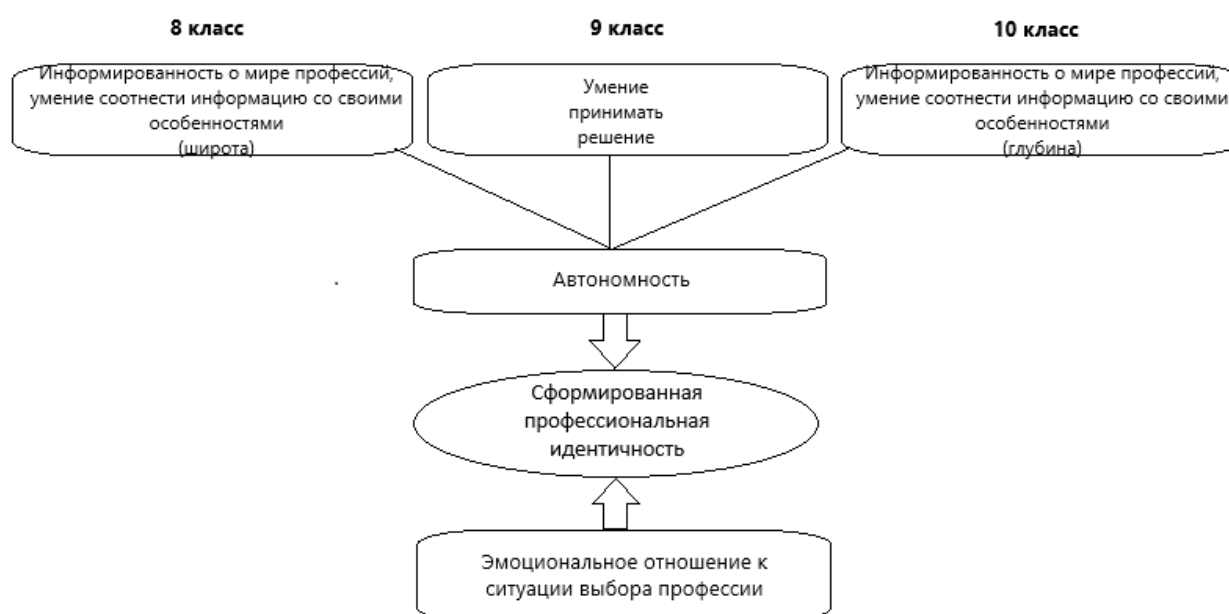 8 класс
9 класс
10 класс
Информированность о мире профессий,
умение соотнести информацию со своими
особенностями
(широта)
Умение
принимать
решение
Информированность о мире профессий,
умение соотнести информацию со своими
особенностями
(глубина)
Автономность
Сформированная
профессиональная
идентичность
Эмоциональное отношение к
ситуации выбора профессии